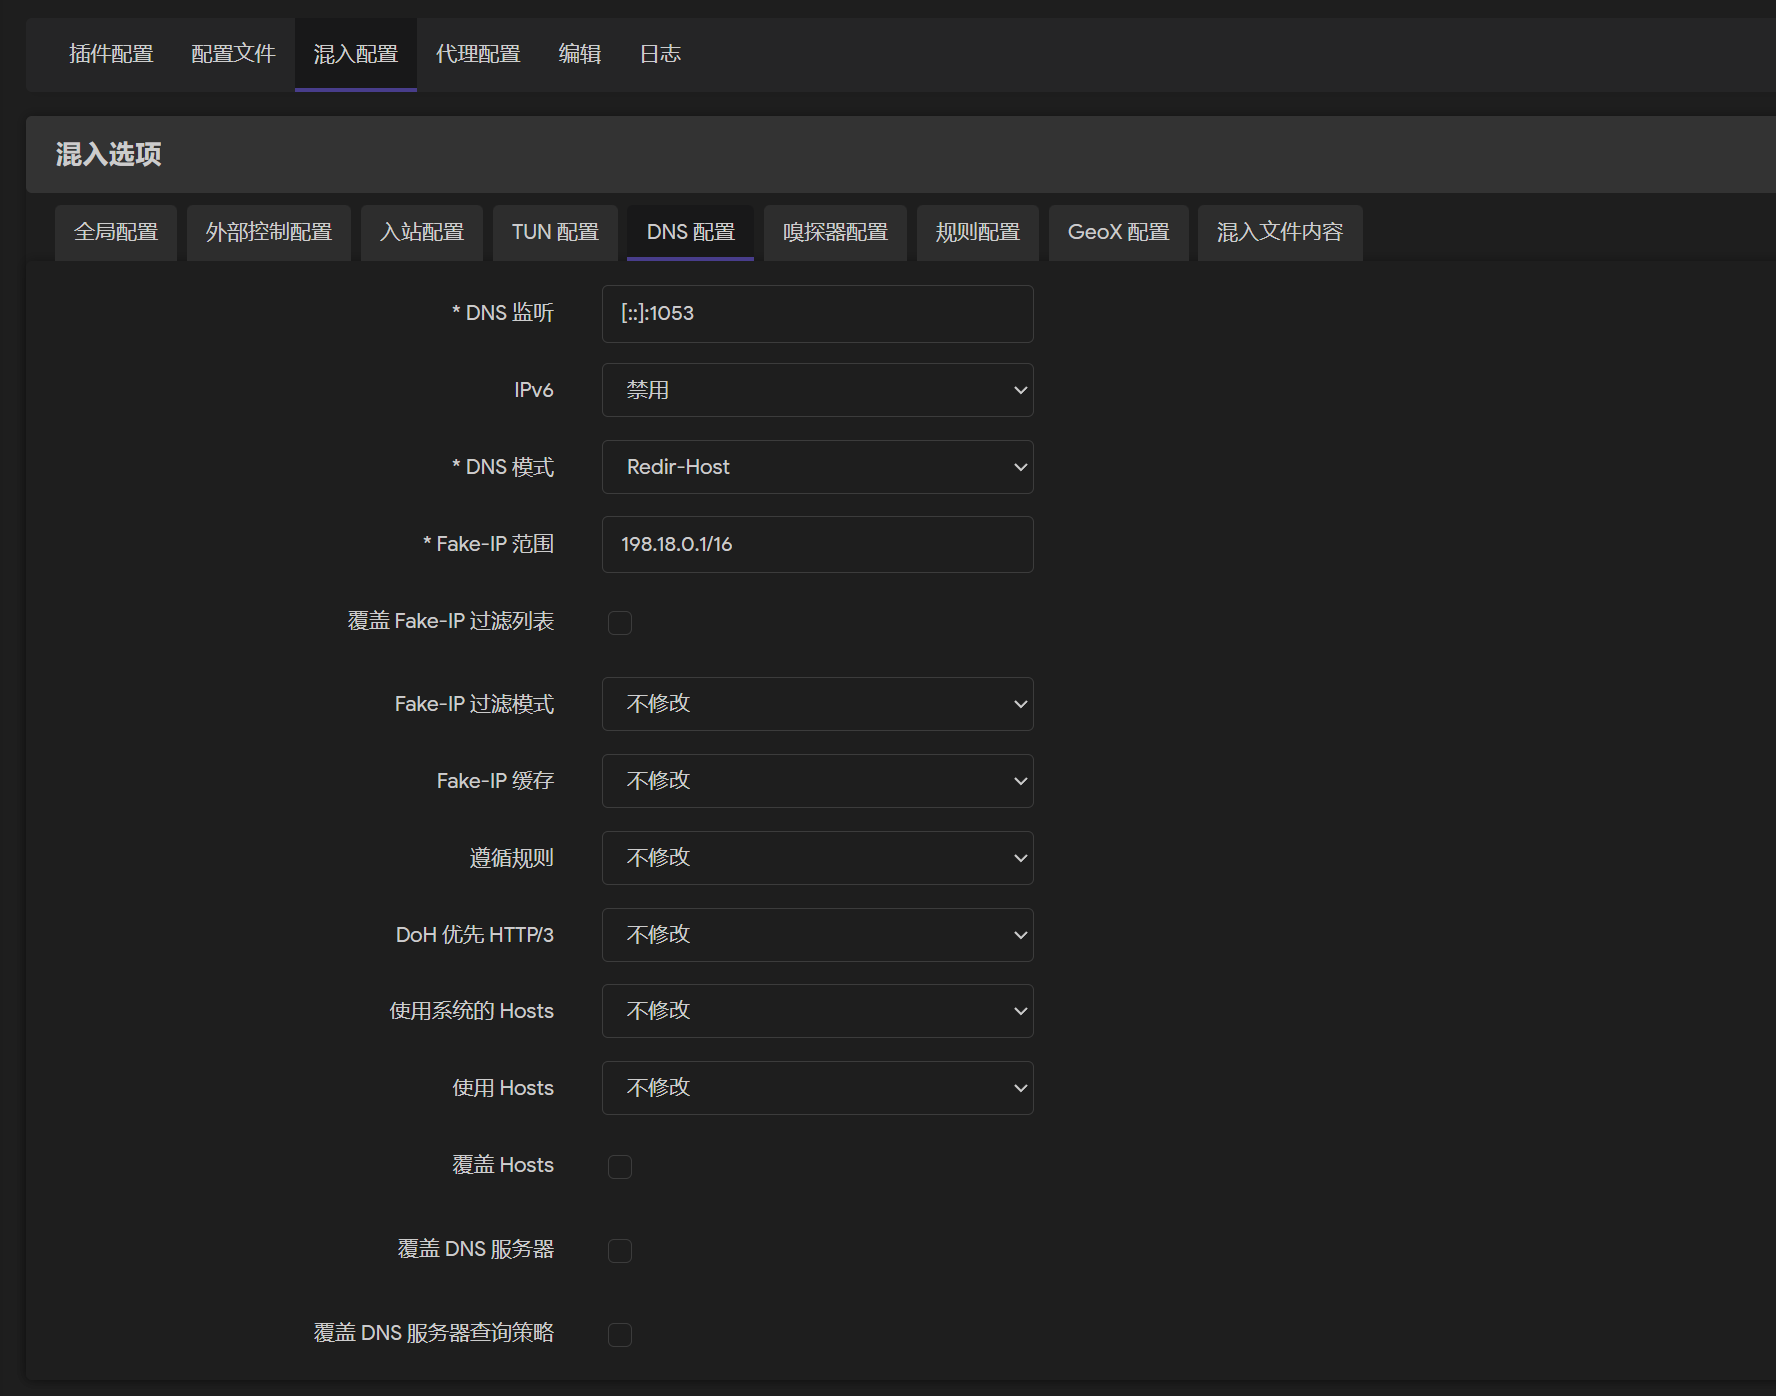 插件配置 配置文件 混入配置 代理配置 编辑 日志
混入选项
全局配置 外部控制配置 入站配置 TUN 配置 DNS 配置 嗅探器配置 规则配置 GeoX 配置 混入文件内容
* DNS 监听 [::]:1053
IPv6 禁用
* DNS 模式 Redir-Host
* Fake-IP 范围 198.18.0.1/16
覆盖 Fake-IP 过滤列表
Fake-IP 过滤模式 不修改
Fake-IP 缓存 不修改
遵循规则 不修改
DoH 优先 HTTP/3 不修改
使用系统的 Hosts 不修改
使用 Hosts 不修改
覆盖 Hosts
覆盖 DNS 服务器
覆盖 DNS 服务器查询策略